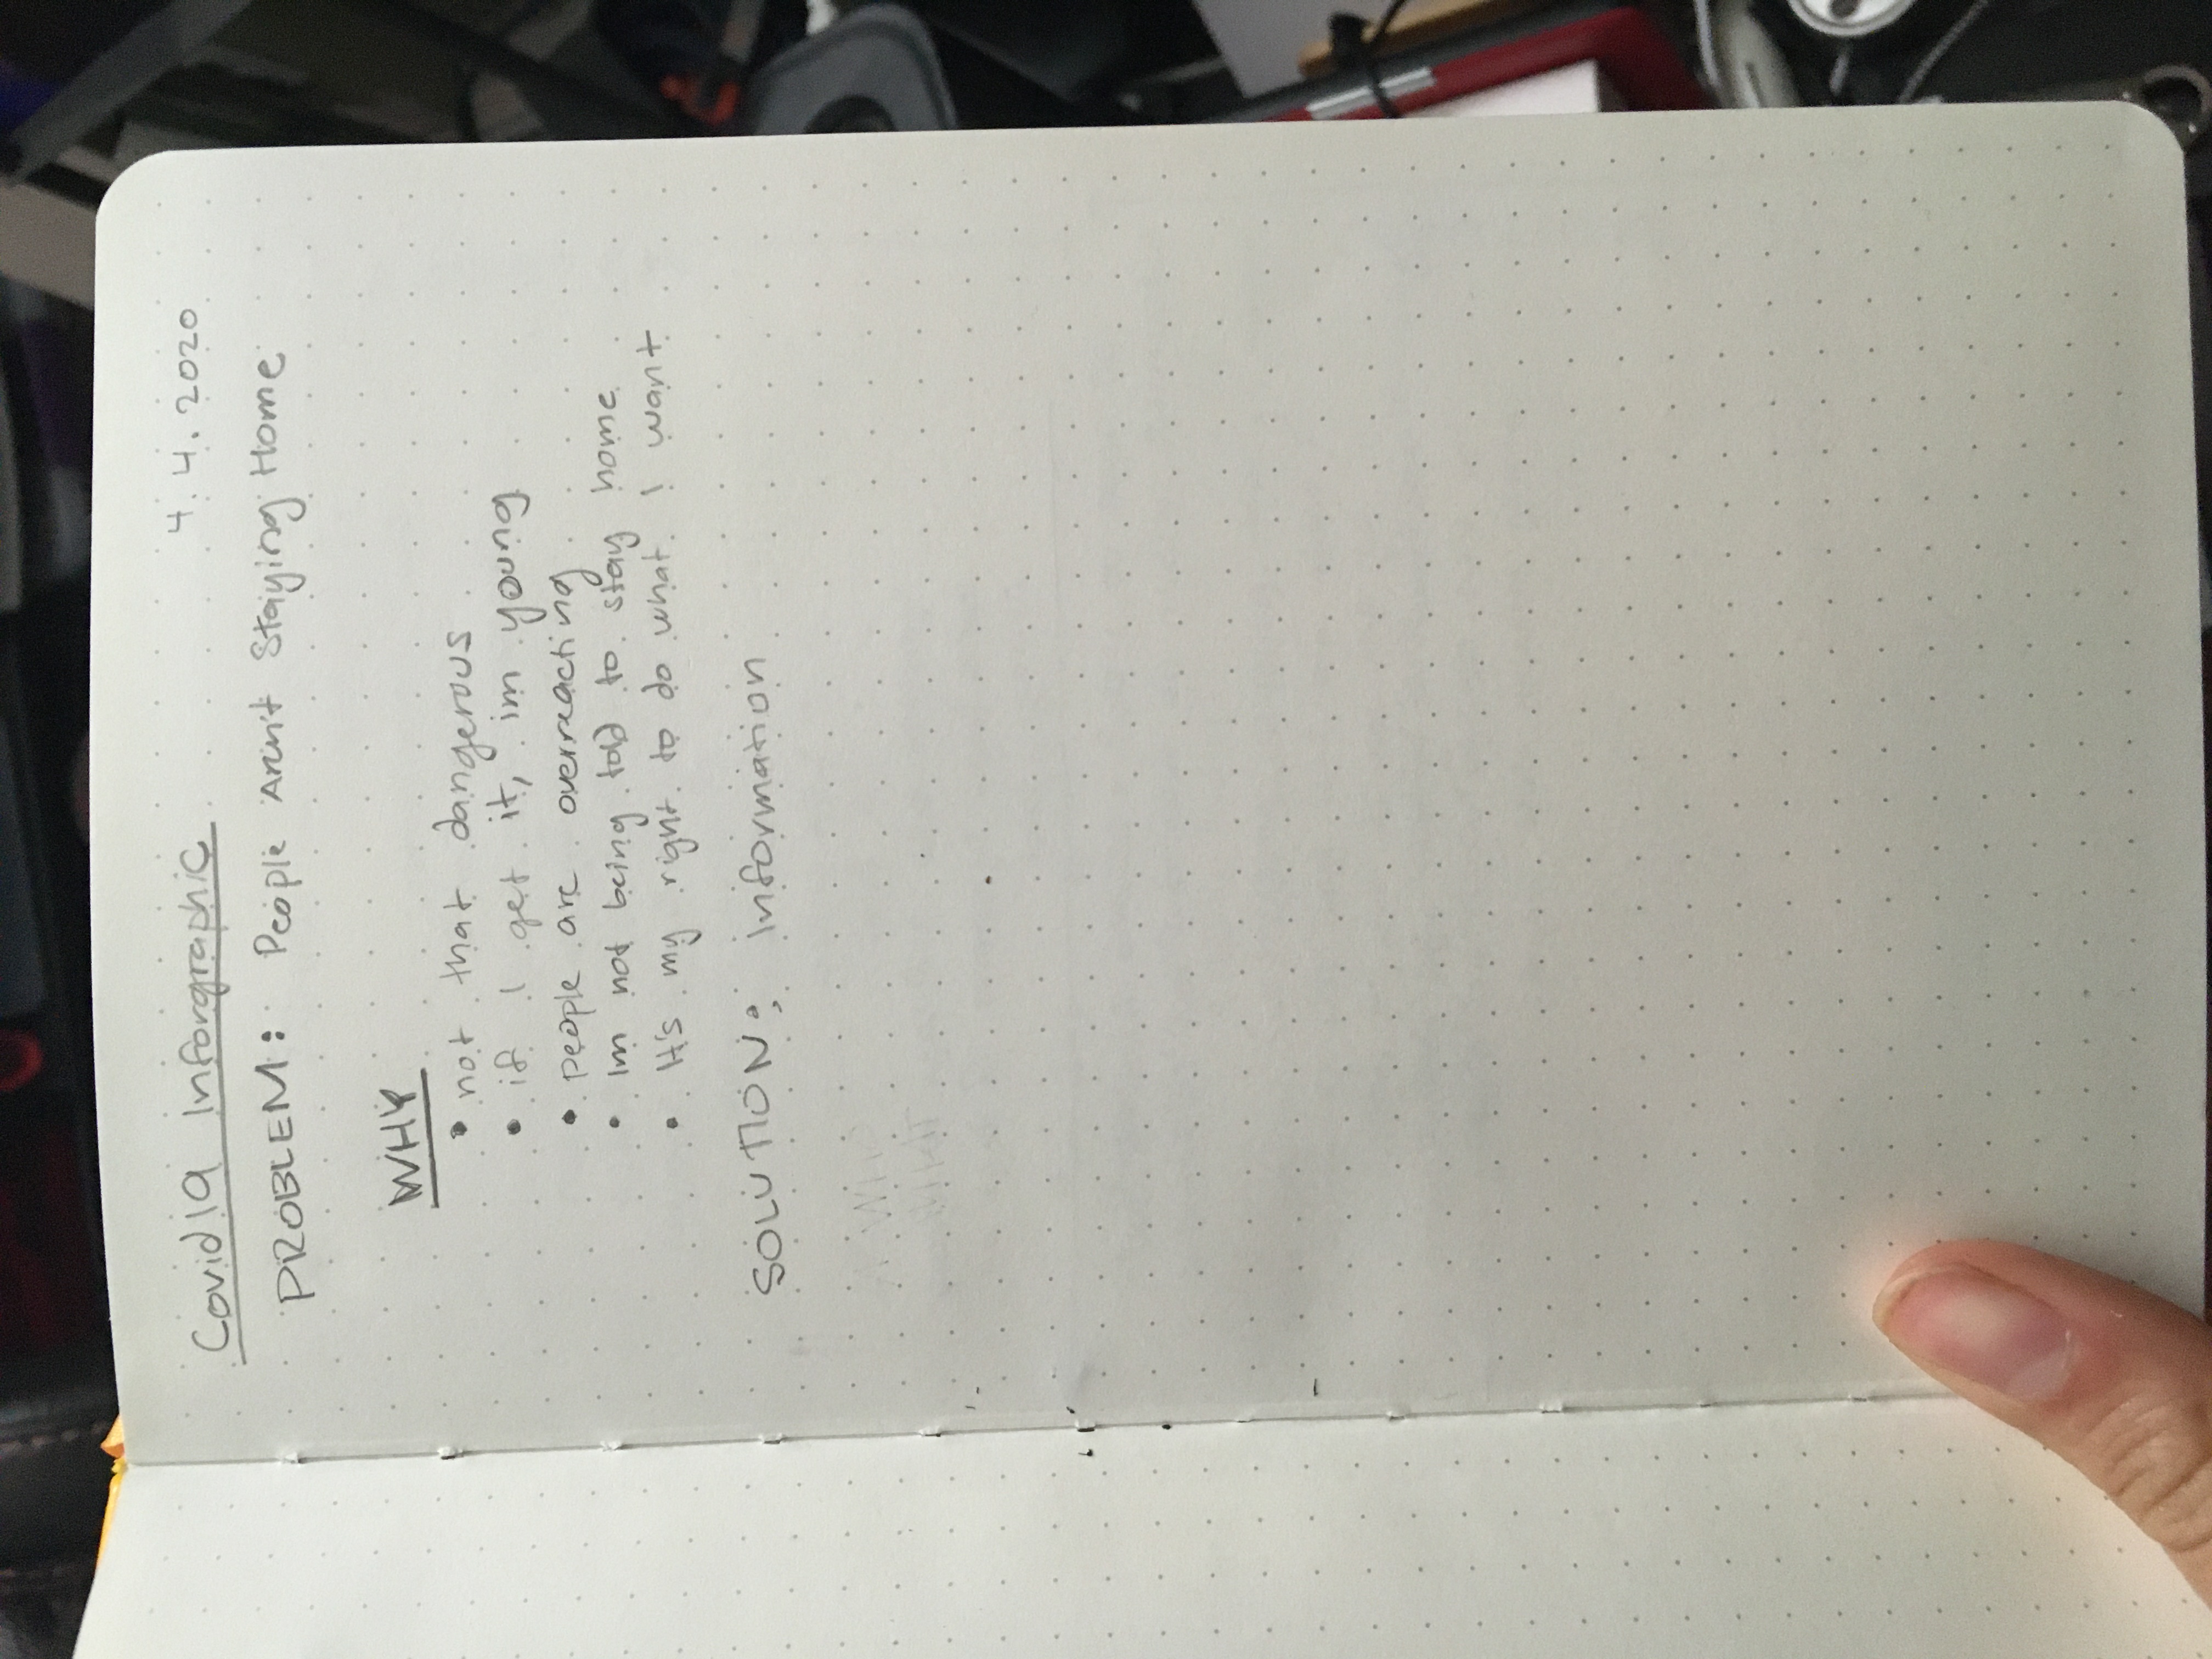 Covid19 Inforgraphic 4.4.2020
PROBLEM: People Aren't Staying Home
WHY
• not that dangerous
• if I get it, im young
• people are overreacting
• Im not being told to stay home
• It's my right to do what I want
SOLUTION: Information